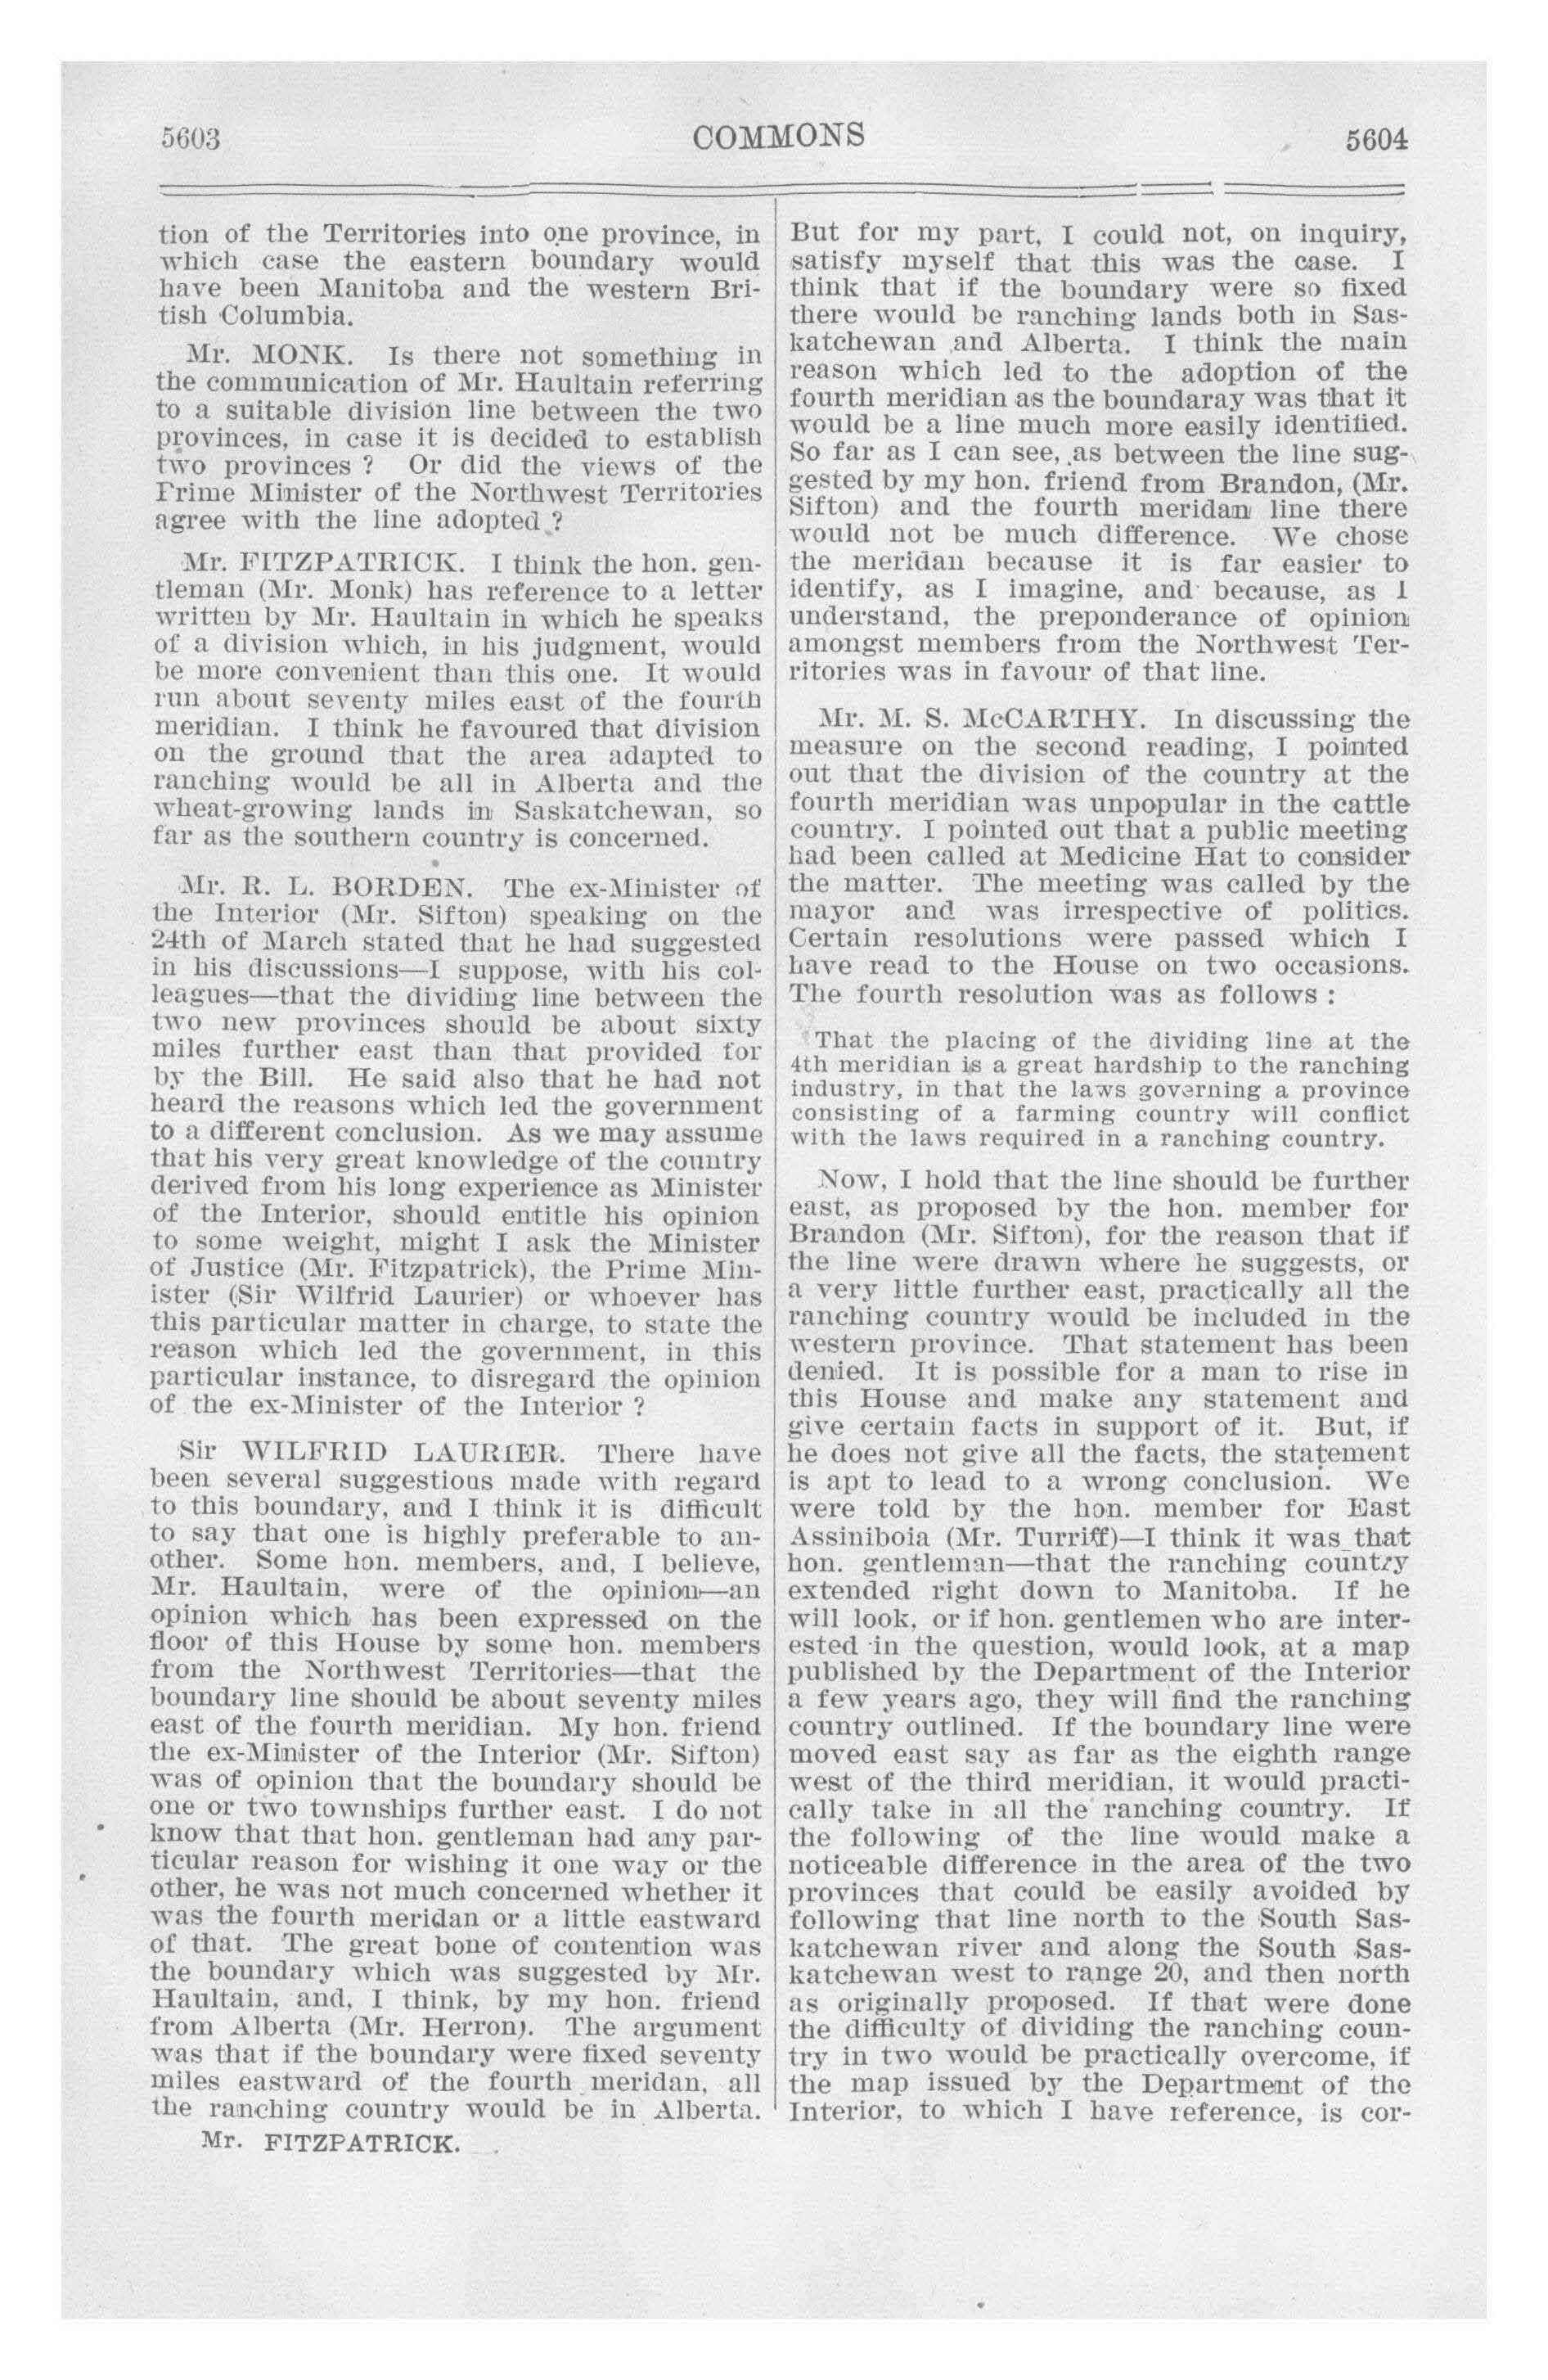 5603
COMMONS
5604
tion of the Territories into one province, in
which case the eastern boundary would
have been Manitoba and the western Bri-
tish Columbia.
Mr. MONK. Is there not something in
the communication of Mr. Haultain referring
to a suitable division line between the two
provinces, in case it is decided to establish
two provinces ? Or did the views of the
Prime Minister of the Northwest Territories
agree with the line adopted ?
Mr. FITZPATRICK. I think the hon. gen-
tleman (Mr. Monk) has reference to a letter
written by Mr. Haultain in which he speaks
of a division which, in his judgment, would
be more convenient than this one. It would
run about seventy miles east of the fourth
meridian. I think he favoured that division
on the ground that the area adapted to
ranching would be all in Alberta and the
wheat-growing lands in Saskatchewan, so
far as the southern country is concerned.
Mr. R. L. BORDEN. The ex-Minister of
the Interior (Mr. Sifton) speaking on the
24th of March stated that he had suggested
in his discussions—I suppose, with his col-
leagues—that the dividing line between the
two new provinces should be about sixty
miles further east than that provided for
by the Bill. He said also that he had not
heard the reasons which led the government
to a different conclusion. As we may assume
that his very great knowledge of the country
derived from his long experience as Minister
of the Interior, should entitle his opinion
to some weight, might I ask the Minister
of Justice (Mr. Fitzpatrick), the Prime Min-
ister (Sir Wilfrid Laurier) or whoever has
this particular matter in charge, to state the
reason which led the government, in this
particular instance, to disregard the opinion
of the ex-Minister of the Interior ?
Sir WILFRID LAURIER. There have
been several suggestions made with regard
to this boundary, and I think it is difficult
to say that one is highly preferable to an-
other. Some hon. members, and, I believe,
Mr. Haultain, were of the opinion—an
opinion which has been expressed on the
floor of this House by some hon. members
from the Northwest Territories—that the
boundary line should be about seventy miles
east of the fourth meridian. My hon. friend
the ex-Minister of the Interior (Mr. Sifton)
was of opinion that the boundary should be
one or two townships further east. I do not
know that that hon. gentleman had any par-
ticular reason for wishing it one way or the
other, he was not much concerned whether it
was the fourth meridan or a little eastward
of that. The great bone of contention was
the boundary which was suggested by Mr.
Haultain, and, I think, by my hon. friend
from Alberta (Mr. Herron). The argument
was that if the boundary were fixed seventy
miles eastward of the fourth meridan, all
the ranching country would be in Alberta.
Mr. FITZPATRICK.
But for my part, I could not, on inquiry,
satisfy myself that this was the case. I
think that if the boundary were so fixed
there would be ranching lands both in Sas-
katchewan and Alberta. I think the main
reason which led to the adoption of the
fourth meridian as the boundaray was that it
would be a line much more easily identified.
So far as I can see, as between the line sug-
gested by my hon. friend from Brandon, (Mr.
Sifton) and the fourth meridan line there
would not be much difference. We chose
the meridan because it is far easier to
identify, as I imagine, and because, as I
understand, the preponderance of opinion
amongst members from the Northwest Ter-
ritories was in favour of that line.
Mr. M. S. McCARTHY. In discussing the
measure on the second reading, I pointed
out that the division of the country at the
fourth meridian was unpopular in the cattle
country. I pointed out that a public meeting
had been called at Medicine Hat to consider
the matter. The meeting was called by the
mayor and was irrespective of politics.
Certain resolutions were passed which I
have read to the House on two occasions.
The fourth resolution was as follows :
That the placing of the dividing line at the
4th meridian is a great hardship to the ranching
industry, in that the laws governing a province
consisting of a farming country will conflict
with the laws required in a ranching country.
Now, I hold that the line should be further
east, as proposed by the hon. member for
Brandon (Mr. Sifton), for the reason that if
the line were drawn where he suggests, or
a very little further east, practically all the
ranching country would be included in the
western province. That statement has been
denied. It is possible for a man to rise in
this House and make any statement and
give certain facts in support of it. But, if
he does not give all the facts, the statement
is apt to lead to a wrong conclusion. We
were told by the hon. member for East
Assiniboia (Mr. Turriff)—I think it was that
hon. gentleman—that the ranching country
extended right down to Manitoba. If he
will look, or if hon. gentlemen who are inter-
ested in the question, would look, at a map
published by the Department of the Interior
a few years ago, they will find the ranching
country outlined. If the boundary line were
moved east say as far as the eighth range
west of the third meridian, it would practi-
cally take in all the ranching country. If
the following of the line would make a
noticeable difference in the area of the two
provinces that could be easily avoided by
following that line north to the South Sas-
katchewan river and along the South Sas-
katchewan west to range 20, and then north
as originally proposed. If that were done
the difficulty of dividing the ranching coun-
try in two would be practically overcome, if
the map issued by the Department of the
Interior, to which I have reference, is cor-